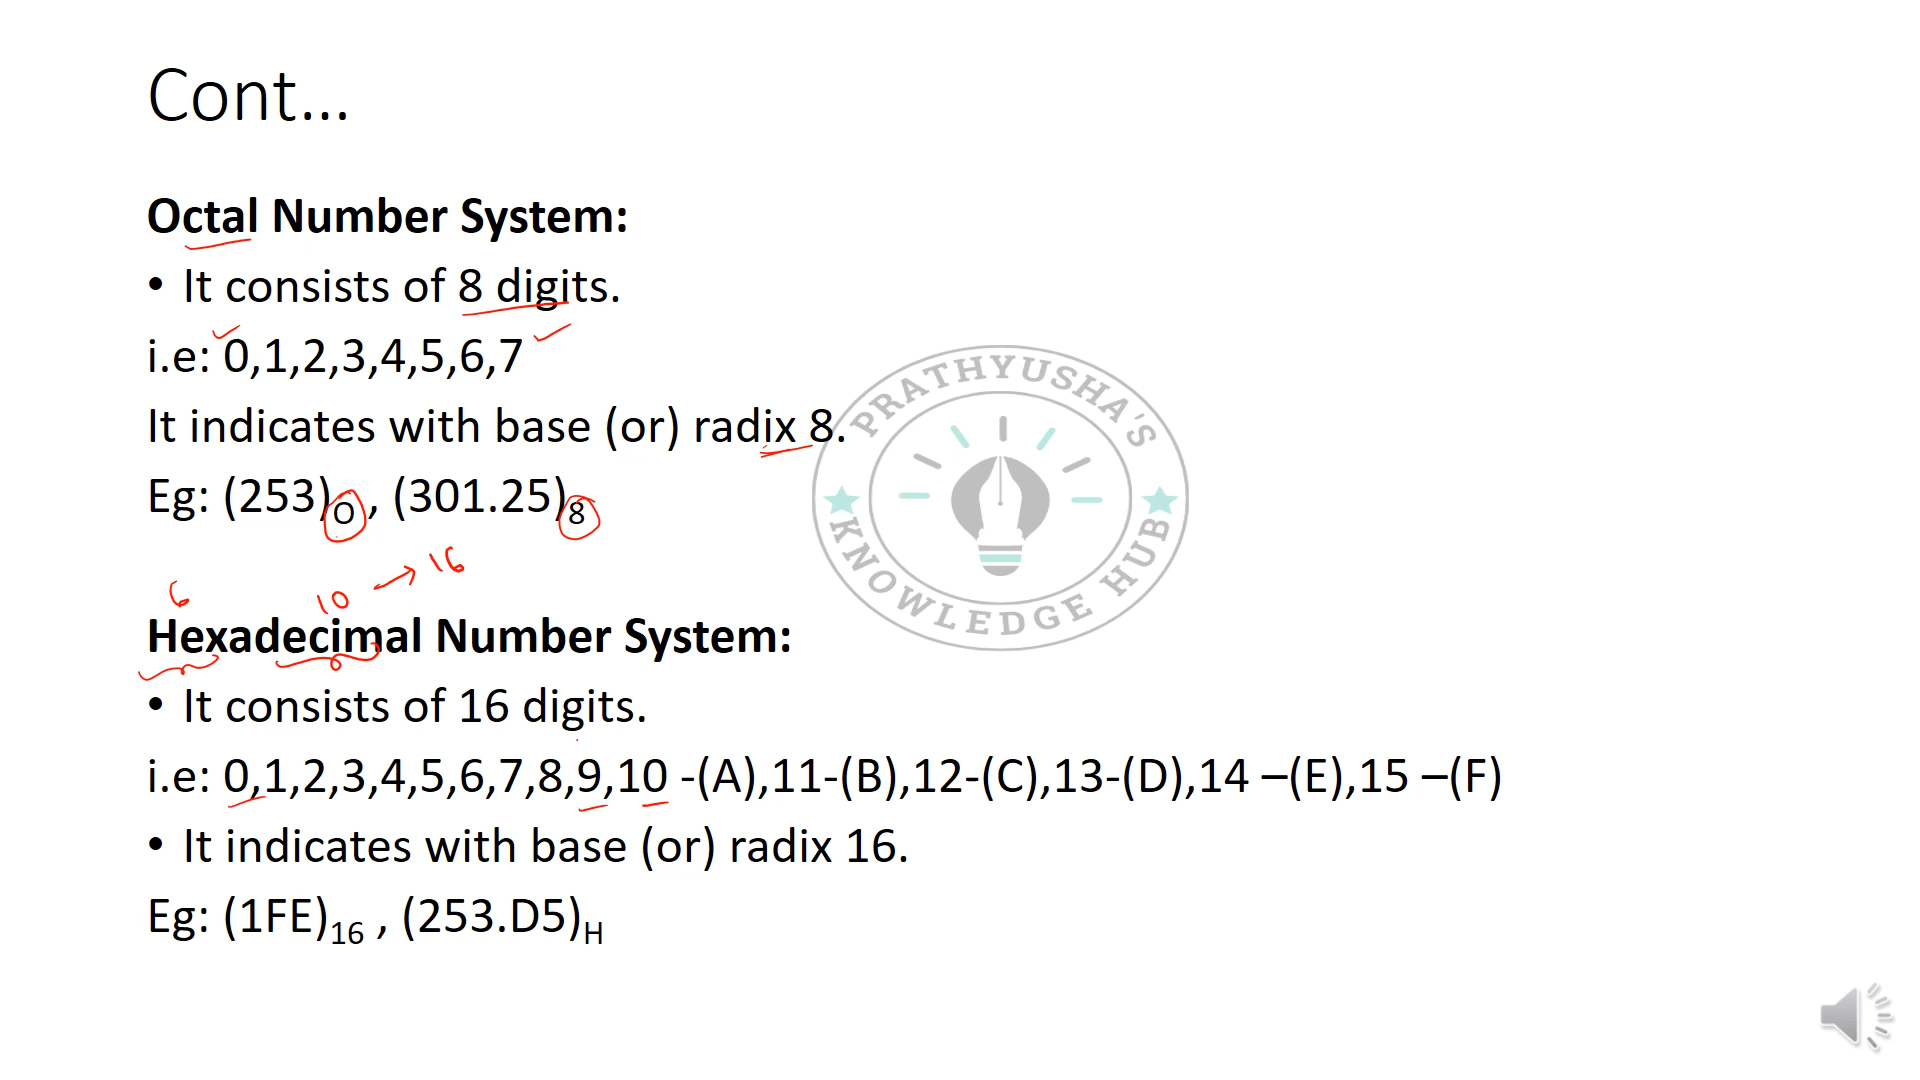 Cont...
Octal Number System:
• It consists of 8 digits.
i.e: 0,1,2,3,4,5,6,7
It indicates with base (or) radix 8.
Eg: (253)O , (301.25)8
6 10 → 16
Hexadecimal Number System:
• It consists of 16 digits.
i.e: 0,1,2,3,4,5,6,7,8,9,10 -(A),11-(B),12-(C),13-(D),14 –(E),15 –(F)
• It indicates with base (or) radix 16.
Eg: (1FE)16 , (253.D5)H
PRATHYUSHA'S
KNOWLEDGE HUB